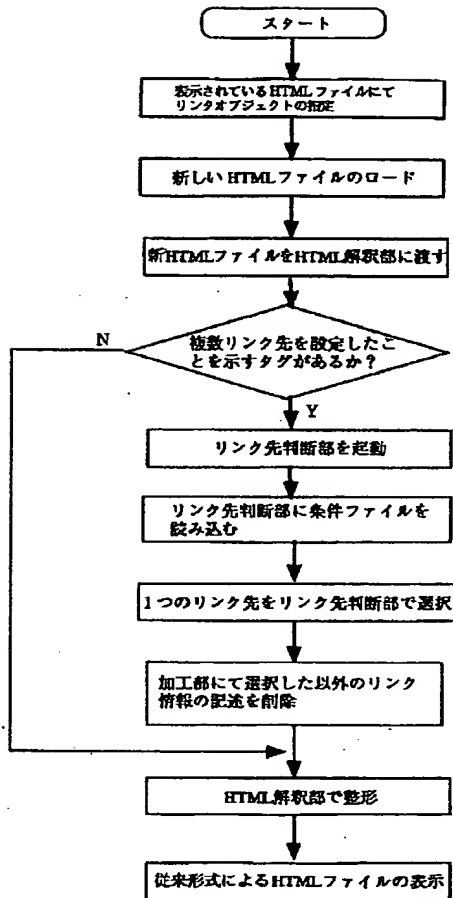 スタート
表示されているHTMLファイルにて
リンクオブジェクトの指定
新しいHTMLファイルのロード
新HTMLファイルをHTML解釈部に渡す
複数リンク先を設定したこ
とを示すタグがあるか？
N
Y
リンク先判断部を起動
リンク先判断部に条件ファイルを
読み込む
1つのリンク先をリンク先判断部で選択
加工部にて選択した以外のリンク
情報の記述を削除
HTML解釈部で整形
従来形式によるHTMLファイルの表示